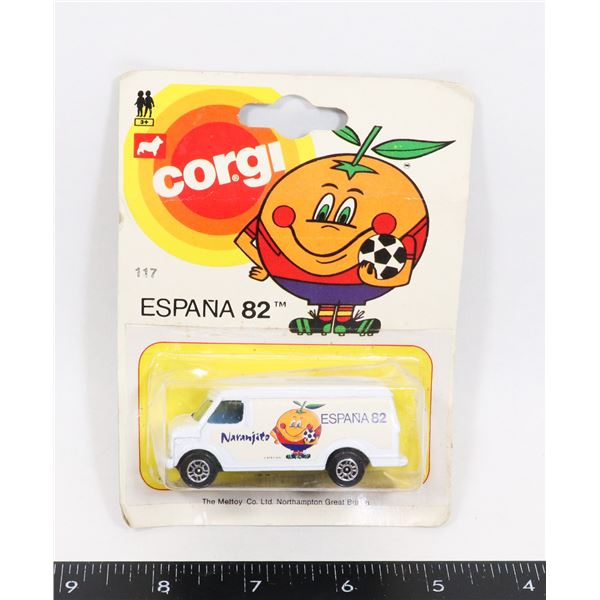 3+
CORGI®
117
ESPAÑA 82™
Naranjito
ESPAÑA 82
The Mettoy Co. Ltd. Northampton Great Britain
9 8 7 6 5 4